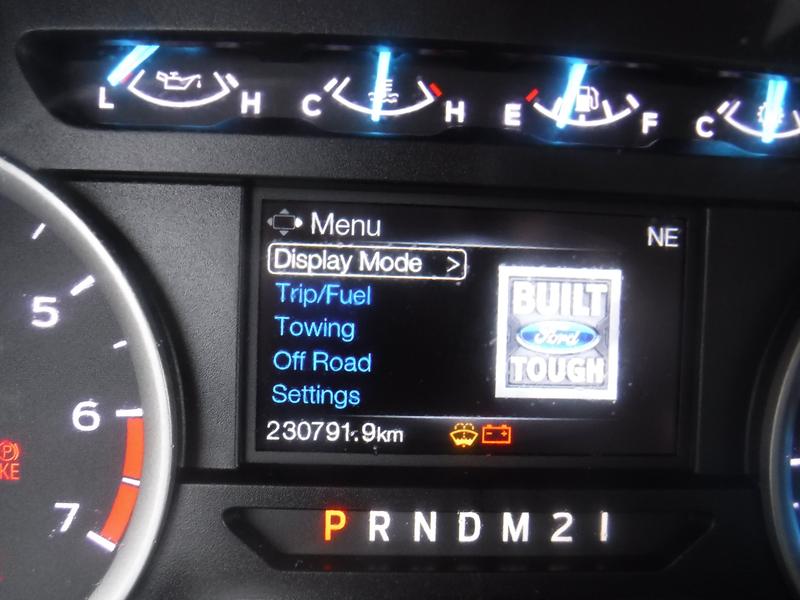 L H C H E F C
Menu
NE
Display Mode >
Trip/Fuel
Towing
Off Road
Settings
BUILT
Ford
TOUGH
230791.9km
5
6
7
P
KE
P R N D M 2 1